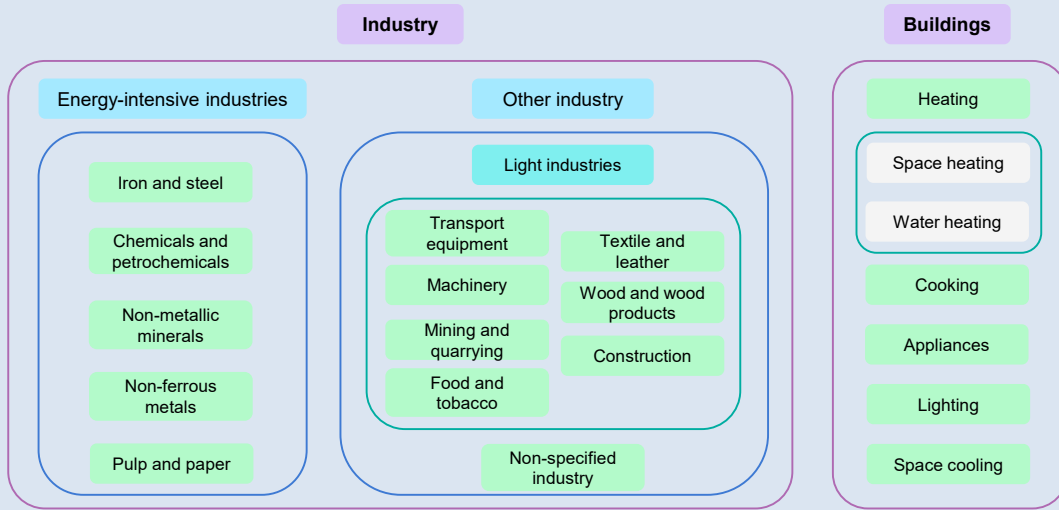 Industry
Energy-intensive industries
Iron and steel
Chemicals and
petrochemicals
Non-metallic
minerals
Non-ferrous
metals
Pulp and paper
Other industry
Light industries
Transport
equipment
Machinery
Mining and
quarrying
Food and
tobacco
Textile and
leather
Wood and wood
products
Construction
Non-specified
industry
Buildings
Heating
Space heating
Water heating
Cooking
Appliances
Lighting
Space cooling